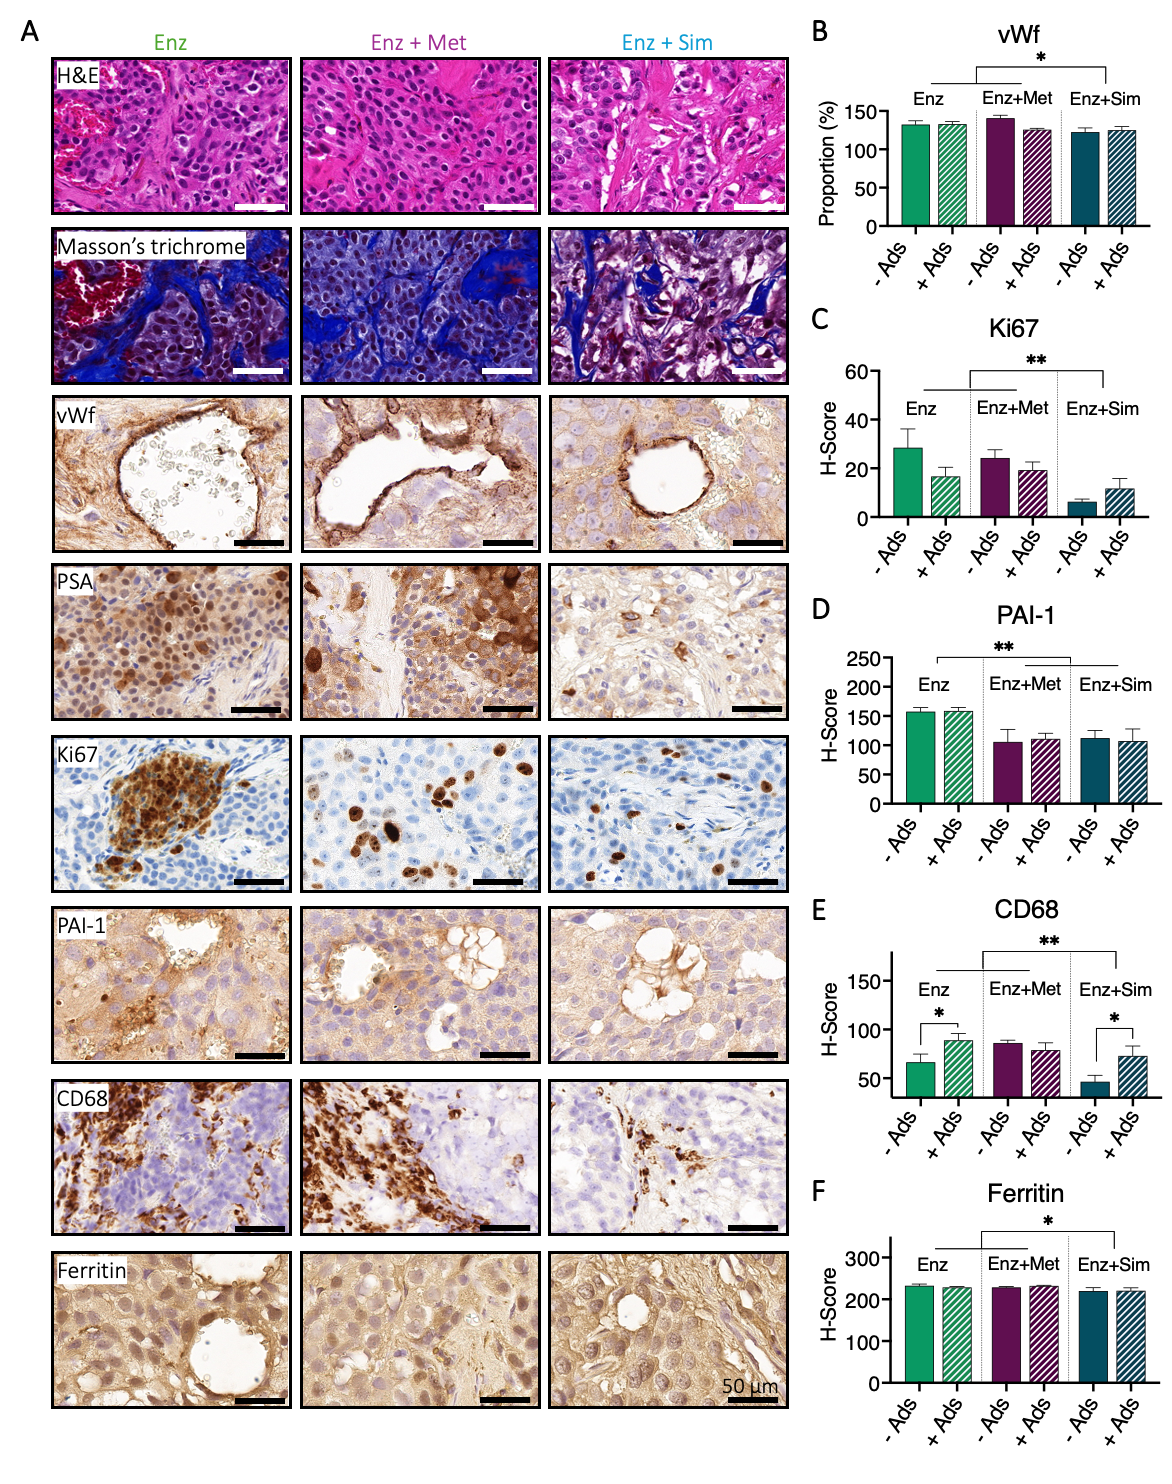 A
Enz
Enz + Met
Enz + Sim
H&E
Masson's trichrome
vWf
PSA
Ki67
PAI-1
CD68
Ferritin
50 µm
B
vWf
*
Enz
Enz+Met
Enz+Sim
Proportion (%)
150
100
50
0
- Ads
+ Ads
- Ads
+ Ads
- Ads
+ Ads
C
Ki67
**
Enz
Enz+Met
Enz+Sim
H-Score
60
40
20
0
- Ads
+ Ads
- Ads
+ Ads
- Ads
+ Ads
D
PAI-1
**
Enz
Enz+Met
Enz+Sim
H-Score
250
200
150
100
50
0
- Ads
+ Ads
- Ads
+ Ads
- Ads
+ Ads
E
CD68
**
Enz
Enz+Met
Enz+Sim
*
*
H-Score
150
100
50
- Ads
+ Ads
- Ads
+ Ads
- Ads
+ Ads
F
Ferritin
*
Enz
Enz+Met
Enz+Sim
H-Score
300
200
100
0
- Ads
+ Ads
- Ads
+ Ads
- Ads
+ Ads